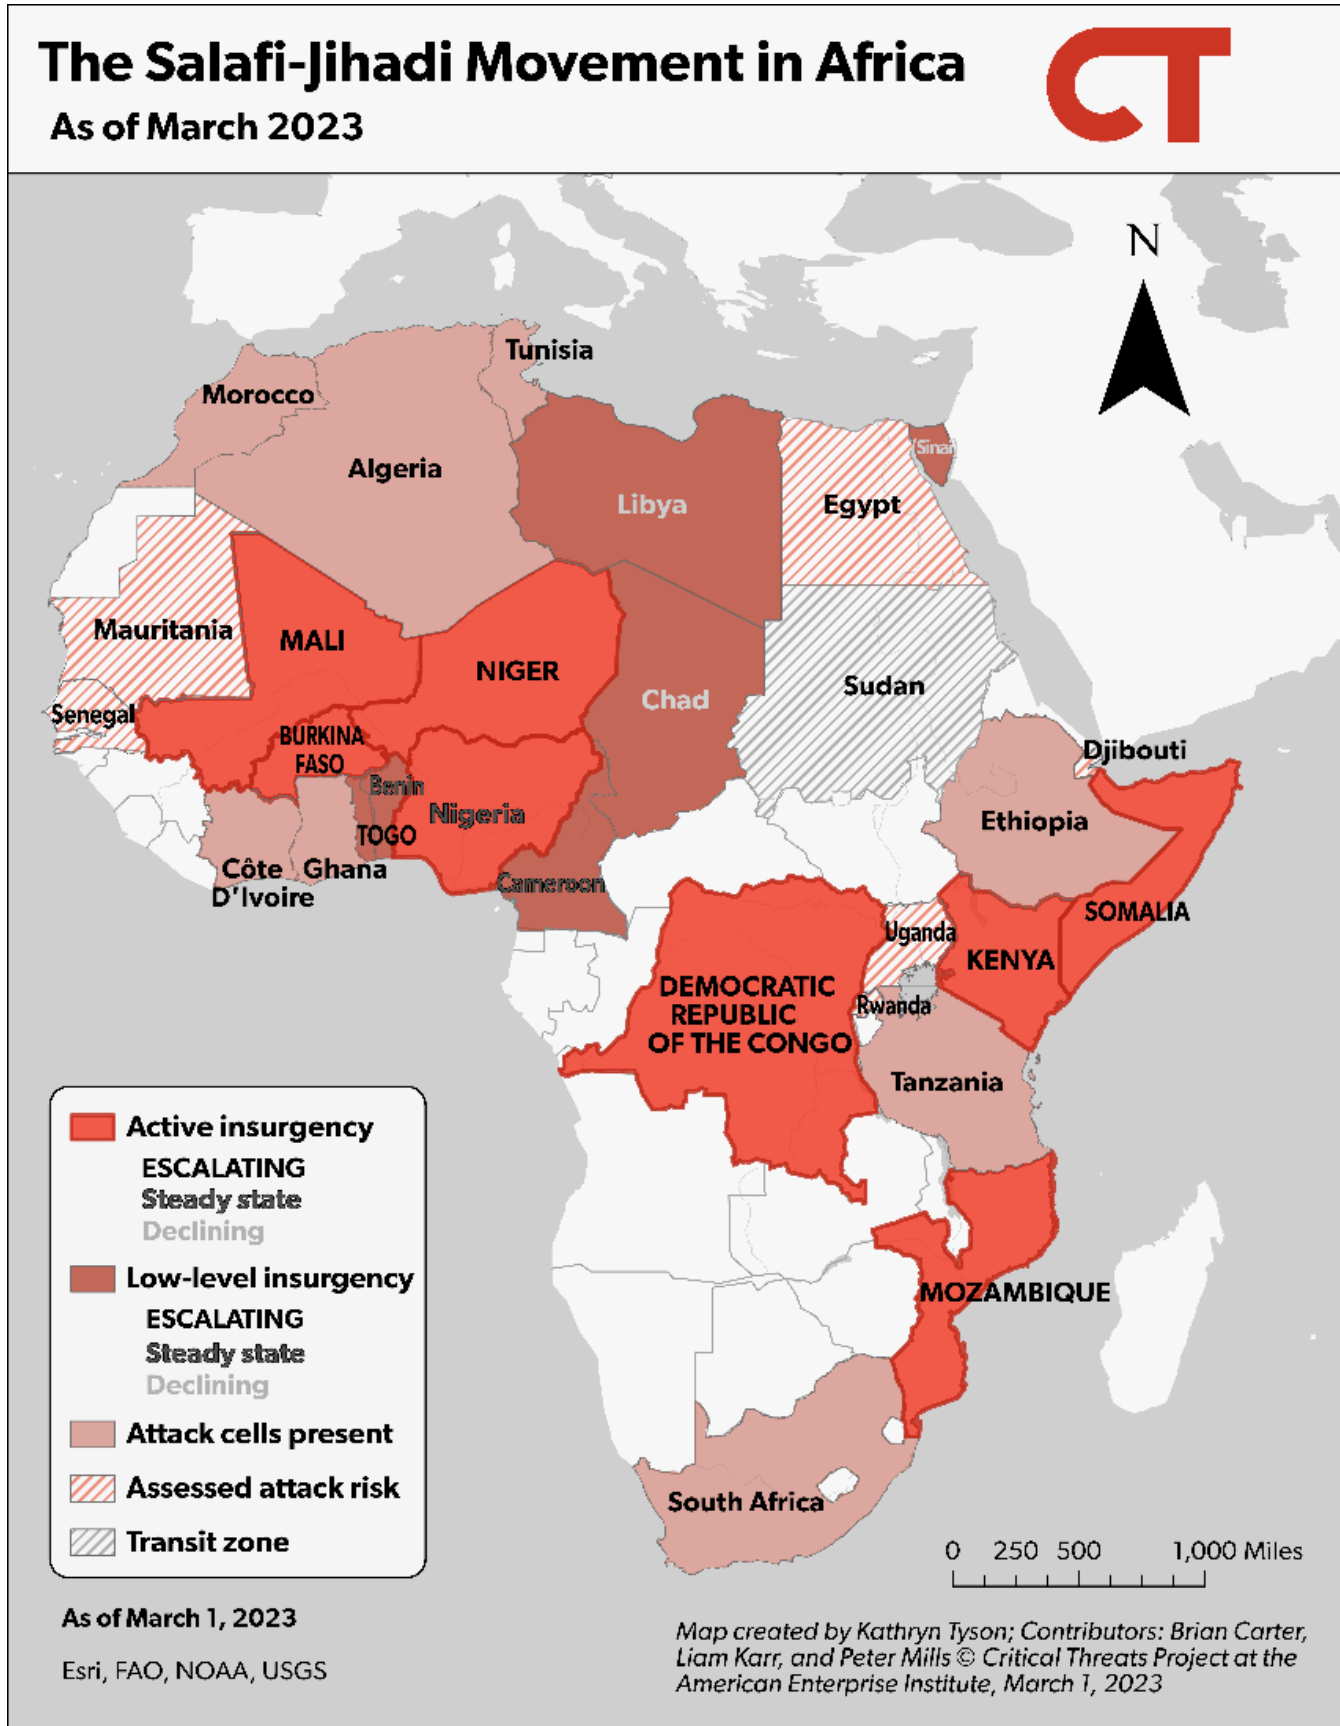 The Salafi-Jihadi Movement in Africa
As of March 2023
CT
N
Tunisia
Morocco
Algeria
Libya
Egypt
(Sinai)
Mauritania
MALI
NIGER
Chad
Sudan
Senegal
BURKINA
FASO
Benin
Nigeria
TOGO
Djibouti
Ethiopia
Côte
D'Ivoire
Ghana
Cameroon
SOMALIA
Uganda
KENYA
DEMOCRATIC
REPUBLIC
OF THE CONGO
Rwanda
Tanzania
MOZAMBIQUE
South Africa
Active insurgency
ESCALATING
Steady state
Declining
Low-level insurgency
ESCALATING
Steady state
Declining
Attack cells present
Assessed attack risk
Transit zone
0 250 500 1,000 Miles
As of March 1, 2023
Esri, FAO, NOAA, USGS
Map created by Kathryn Tyson; Contributors: Brian Carter,
Liam Karr, and Peter Mills © Critical Threats Project at the
American Enterprise Institute, March 1, 2023